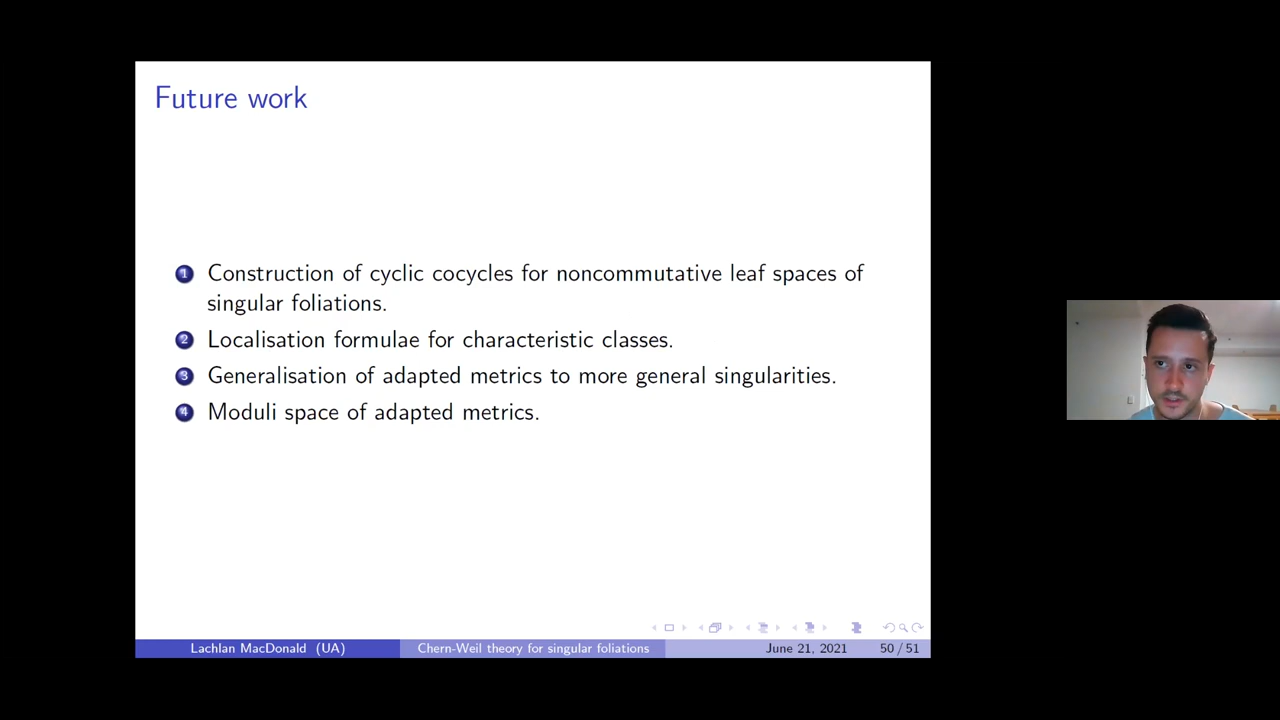 Future work
1 Construction of cyclic cocycles for noncommutative leaf spaces of
singular foliations.
2 Localisation formulae for characteristic classes.
3 Generalisation of adapted metrics to more general singularities.
4 Moduli space of adapted metrics.
Lachlan MacDonald (UA) Chern-Weil theory for singular foliations June 21, 2021 50 / 51